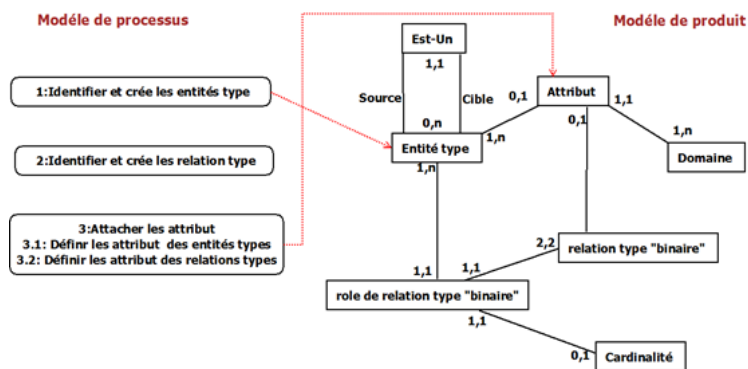 Modéle de processus
Modéle de produit
Est-Un
1,1
1:Identifier et crée les entités type
Source
Cible
0,1
Attribut
1,1
0,n
0,1
1,n
1,n
Entité type
Domaine
1,n
2:Identifier et crée les relation type
3:Attacher les attribut
3.1: Définr les attribut des entités types
3.2: Définir les attribut des relations types
2,2
relation type "binaire"
1,1
1,1
role de relation type "binaire"
1,1
0,1
Cardinalité